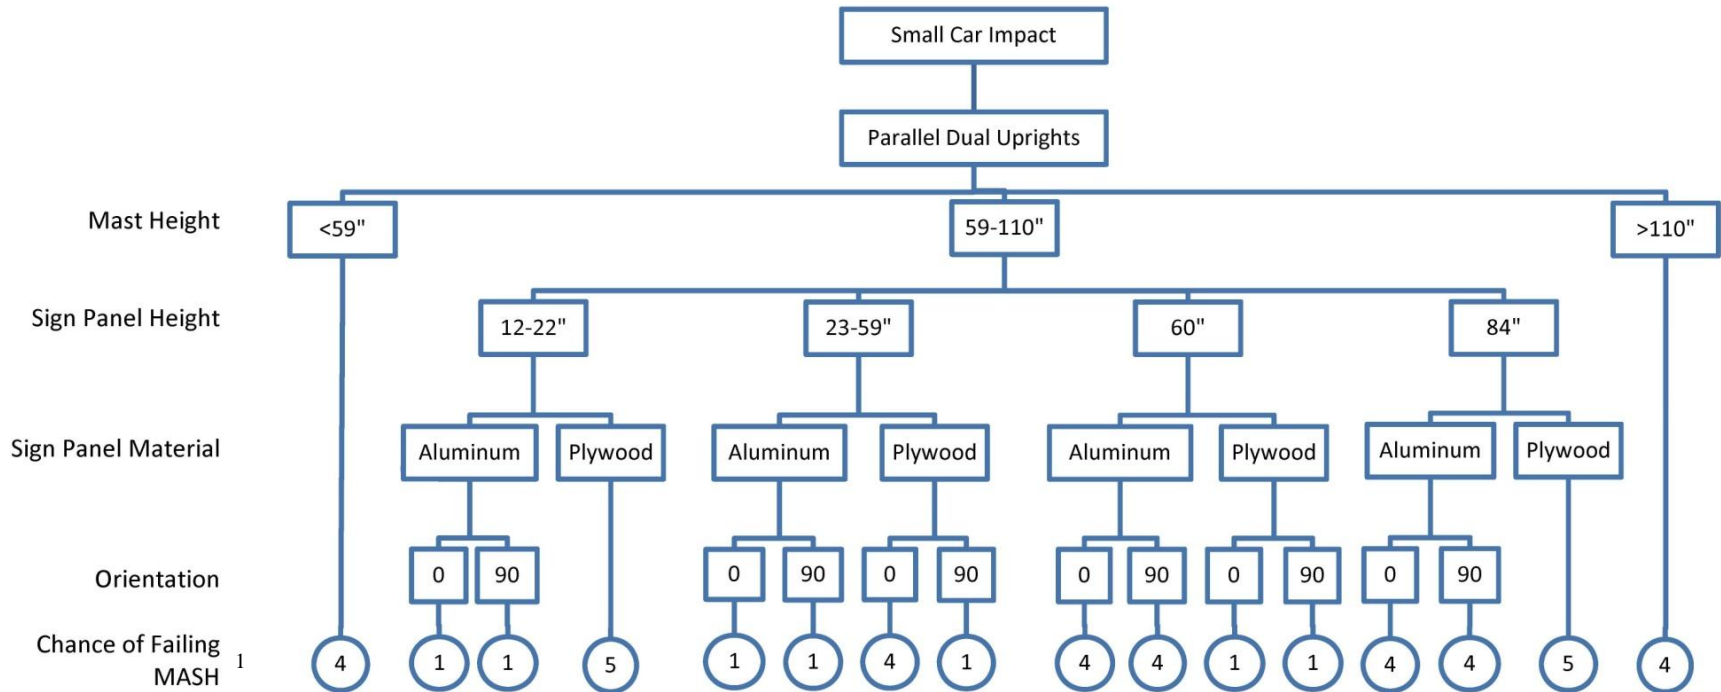 Small Car Impact
Parallel Dual Uprights
Mast Height
<59"
59-110"
>110"
Sign Panel Height
12-22"
23-59"
60"
84"
Sign Panel Material
Aluminum
Plywood
Aluminum
Plywood
Aluminum
Plywood
Aluminum
Plywood
Orientation
0
90
0
90
0
90
0
90
0
90
0
90
Chance of Failing
MASH
1
4
1
1
5
1
1
4
1
4
4
1
1
4
4
5
4